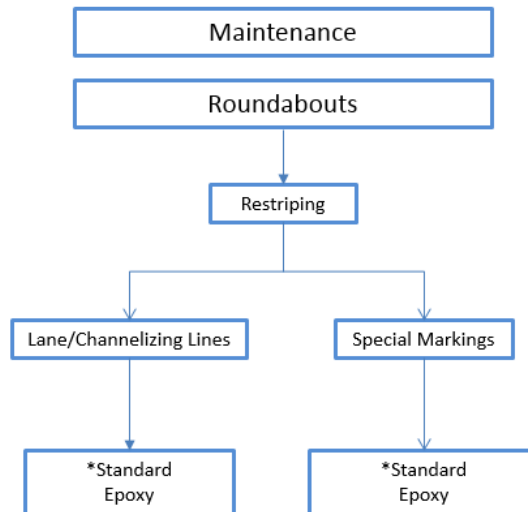 Maintenance
Roundabouts
Restriping
Lane/Channelizing Lines
Special Markings
*Standard
Epoxy
*Standard
Epoxy